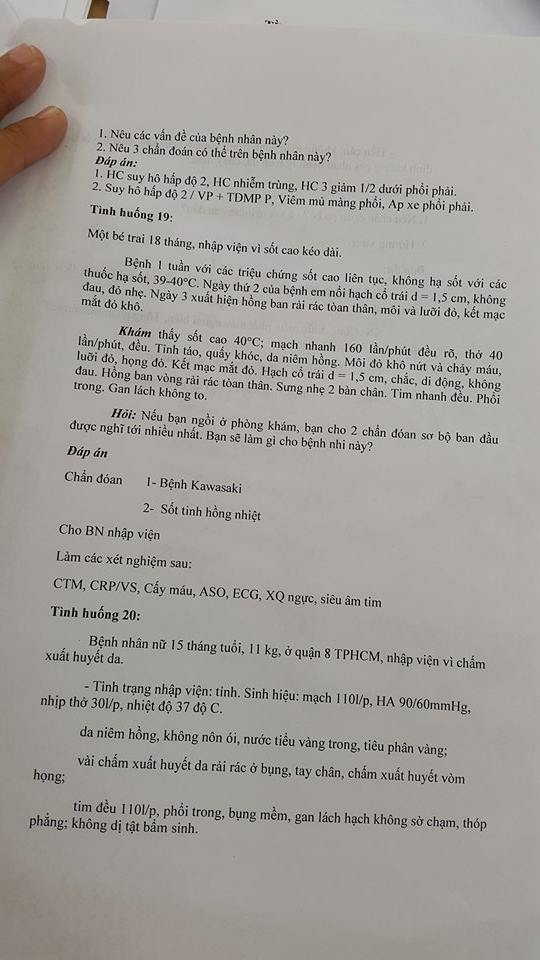 1. Nêu các vấn đề của bệnh nhân này?
2. Nêu 3 chẩn đoán có thể trên bệnh nhân này?
Đáp án:
1. HC suy hô hấp độ 2, HC nhiễm trùng, HC 3 giảm 1/2 dưới phổi phải.
2. Suy hô hấp độ 2 / VP + TDMP P, Viêm mủ màng phổi, Ap xe phổi phải.
Tình huống 19:
Một bé trai 18 tháng, nhập viện vì sốt cao kéo dài.
Bệnh 1 tuần với các triệu chứng sốt cao liên tục, không hạ sốt với các
thuốc hạ sốt, 39-40°C. Ngày thứ 2 của bệnh em nổi hạch cổ trái d = 1,5 cm, không
đau, đỏ nhẹ. Ngày 3 xuất hiện hồng ban rải rác tòan thân, môi và lưỡi đỏ, kết mạc
mắt đỏ khô.
Khám thấy sốt cao 40°C; mạch nhanh 160 lần/phút đều rõ, thở 40
lần/phút, đều. Tỉnh táo, quấy khóc, da niêm hồng. Môi đỏ khô nứt và chảy máu,
luỡi đỏ, họng đỏ. Kết mạc mắt đỏ. Hạch cổ trái d = 1,5 cm, chắc, di động, không
đau. Hồng ban vòng rải rác tòan thân. Sưng nhẹ 2 bàn chân. Tim nhanh đều. Phổi
trong. Gan lách không to.
Hỏi: Nếu bạn ngồi ở phòng khám, bạn cho 2 chẩn đóan sơ bộ ban đầu
được nghĩ tới nhiều nhất. Bạn sẽ làm gì cho bệnh nhi này?
Đáp án
Chẩn đóan 1- Bệnh Kawasaki
2- Sốt tinh hồng nhiệt
Cho BN nhập viện
Làm các xét nghiệm sau:
CTM, CRP/VS, Cấy máu, ASO, ECG, XQ ngực, siêu âm tim
Tình huống 20:
Bệnh nhân nữ 15 tháng tuổi, 11 kg, ở quận 8 TPHCM, nhập viện vì chấm
xuất huyết da.
- Tình trạng nhập viện: tỉnh. Sinh hiệu: mạch 110l/p, HA 90/60mmHg,
nhịp thở 30l/p, nhiệt độ 37 độ C.
da niêm hồng, không nôn ói, nước tiểu vàng trong, tiêu phân vàng;
vài chấm xuất huyết da rải rác ở bụng, tay chân, chấm xuất huyết vòm
họng;
tim đều 110l/p, phổi trong, bụng mềm, gan lách hạch không sờ chạm, thóp
phẳng; không dị tật bẩm sinh.